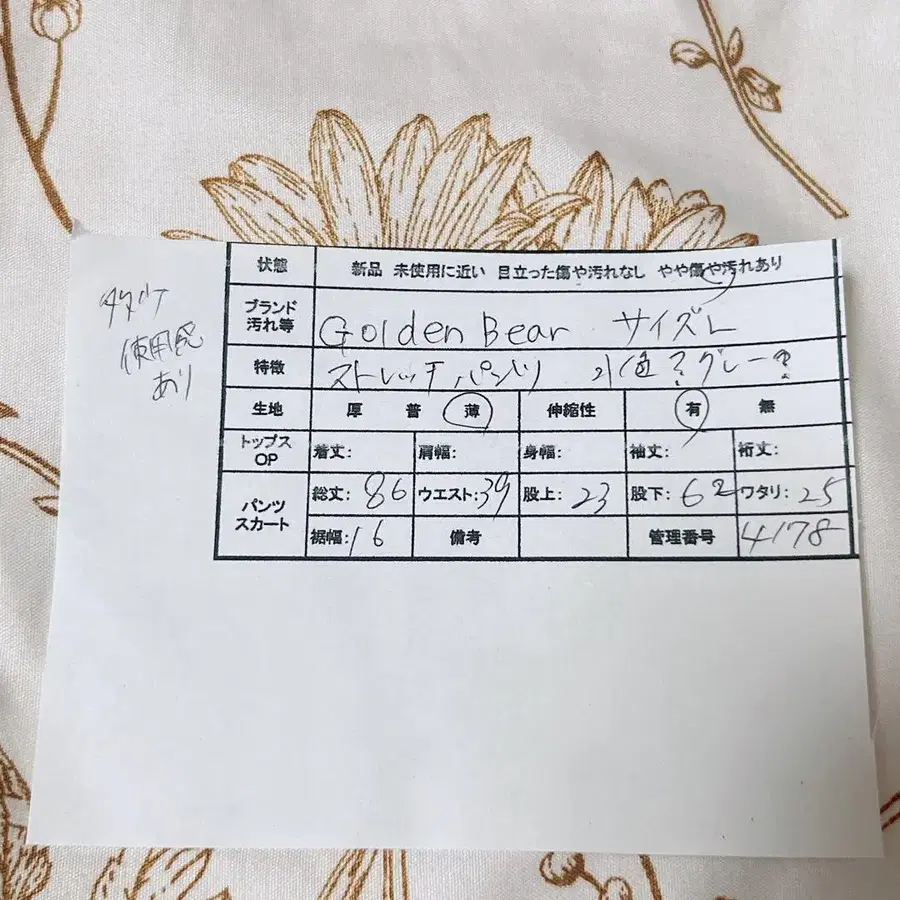 状態 新品 未使用に近い 目立った傷や汚れなし やや傷や汚れあり
ブランド
汚れ等 Golden Bear サイズL
特徴 ストレッチパンツ 水色?グレー?
生地 厚 普 薄 伸縮性 有 無
トップス
OP 着丈: 肩幅: 身幅: 袖丈: 裄丈:
パンツ
スカート 総丈:86 ウエスト:39 股上:23 股下:62 ワタリ:25
裾幅:16 備考 管理番号 4178
使用感
あり